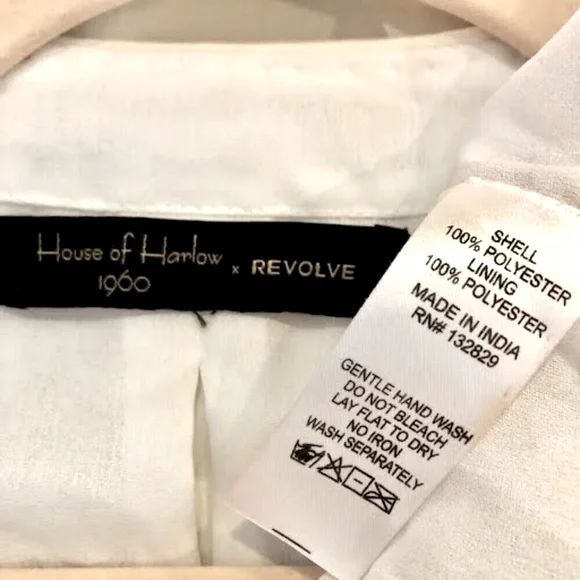 House of Harlow
1960
x REVOLVE
SHELL
100% POLYESTER
LINING
100% POLYESTER
MADE IN INDIA
RN# 132829
GENTLE HAND WASH
DO NOT BLEACH
LAY FLAT TO DRY
NO IRON
WASH SEPARATELY